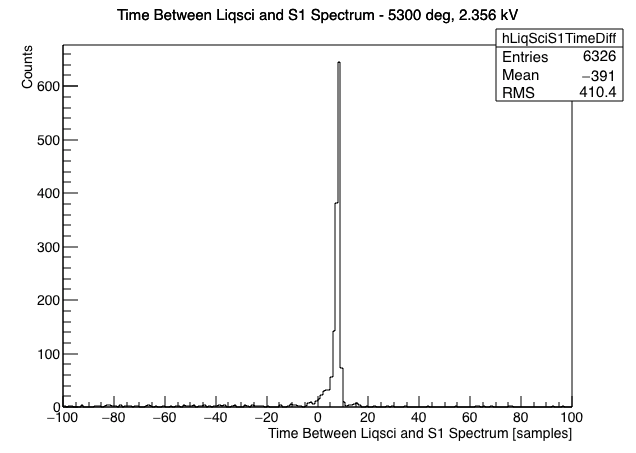 Time Between Liqsci and S1 Spectrum - 5300 deg, 2.356 kV
hLiqSciS1TimeDiff
Entries 6326
Mean −391
RMS 410.4
Counts
600
500
400
300
200
100
0
−100 −80 −60 −40 −20 0 20 40 60 80 100
Time Between Liqsci and S1 Spectrum [samples]